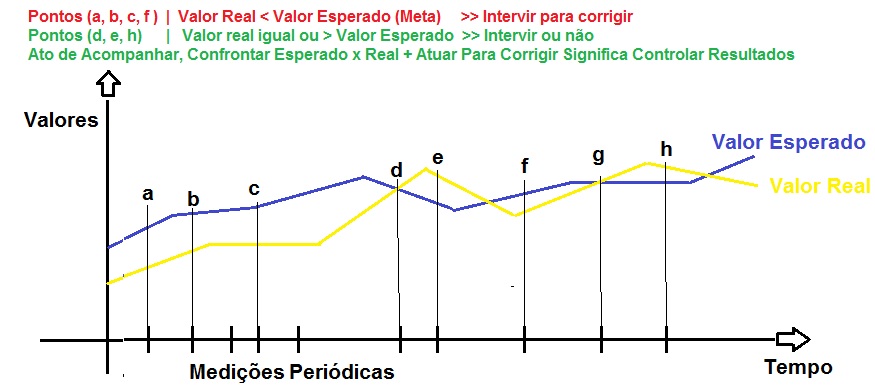 Pontos (a, b, c, f ) | Valor Real < Valor Esperado (Meta) >> Intervir para corrigir
Pontos (d, e, h) | Valor real igual ou > Valor Esperado >> Intervir ou não
Ato de Acompanhar, Confrontar Esperado x Real + Atuar Para Corrigir Significa Controlar Resultados
Valores
Valor Esperado
Valor Real
a
b
c
d
e
f
g
h
Medições Periódicas
Tempo